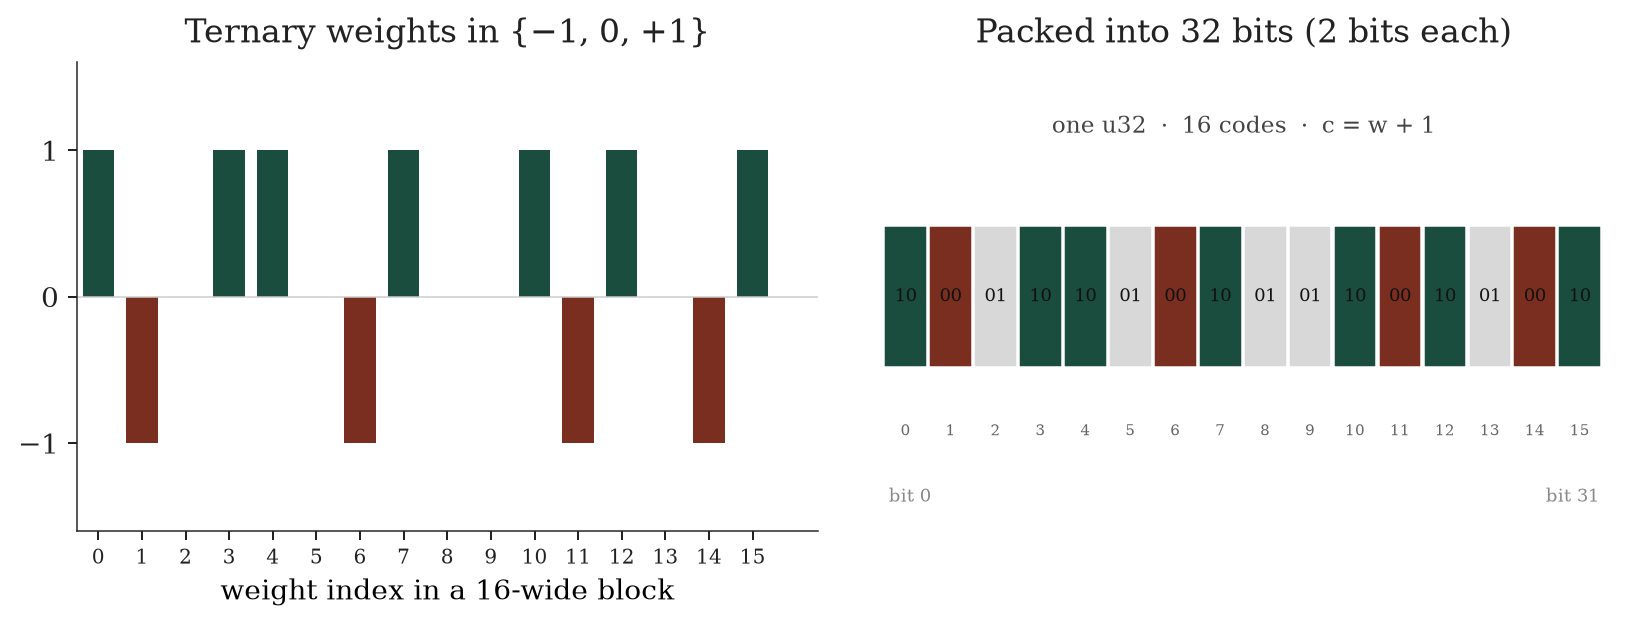 Ternary weights in {−1, 0, +1}
1
0
−1
0 1 2 3 4 5 6 7 8 9 10 11 12 13 14 15
weight index in a 16-wide block
Packed into 32 bits (2 bits each)
one u32 · 16 codes · c = w + 1
10 00 01 10 10 01 00 10 01 01 10 00 10 01 00 10
0 1 2 3 4 5 6 7 8 9 10 11 12 13 14 15
bit 0 bit 31